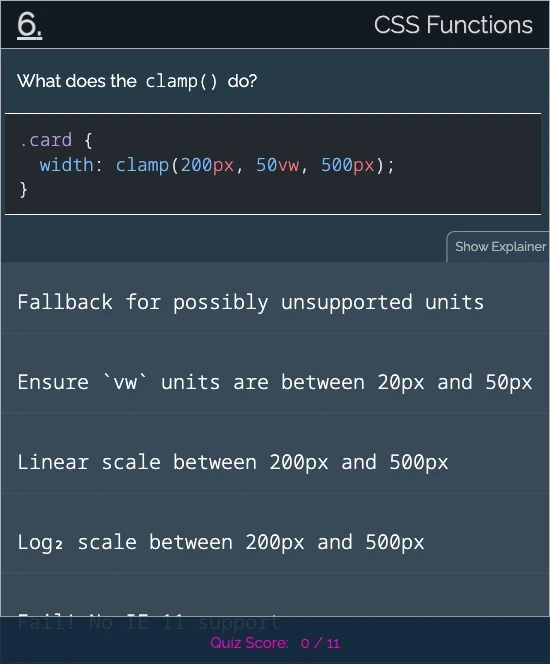 6.
CSS Functions
What does the clamp() do?
.card {
  width: clamp(200px, 50vw, 500px);
}
Show Explainer
Fallback for possibly unsupported units
Ensure `vw` units are between 20px and 50px
Linear scale between 200px and 500px
Log₂ scale between 200px and 500px
Fail! No IE 11 support
Quiz Score: 0 / 11